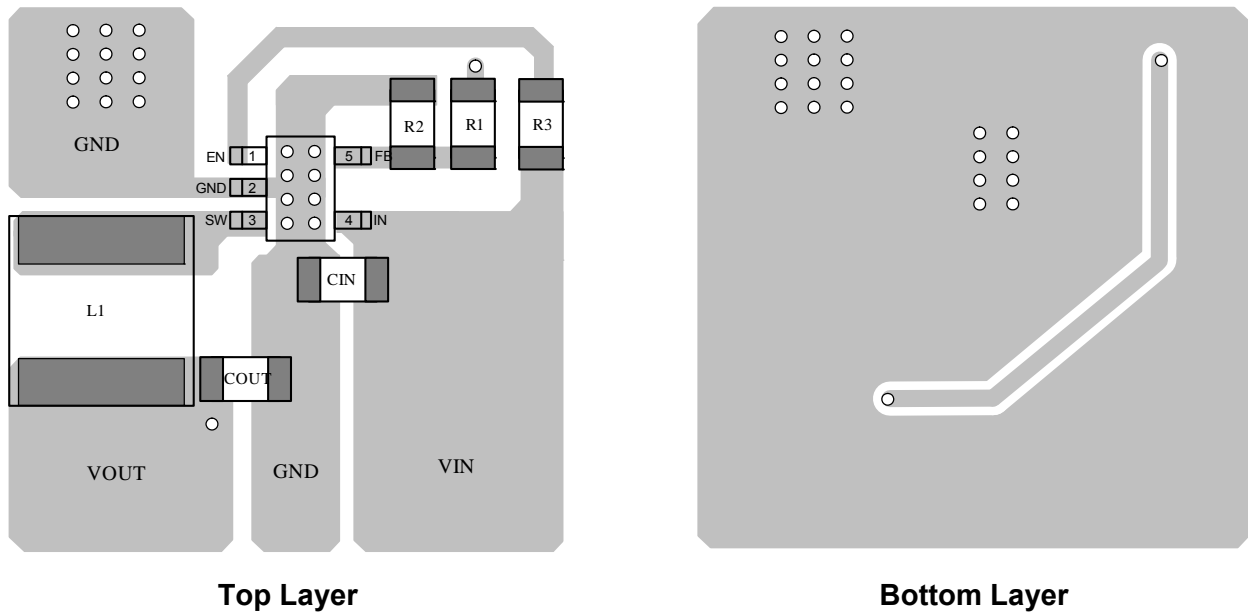 R2
R1
R3
GND
EN
1
5
FB
GND
2
SW
3
4
IN
CIN
L1
COUT
VOUT
GND
VIN
Top Layer
Bottom Layer